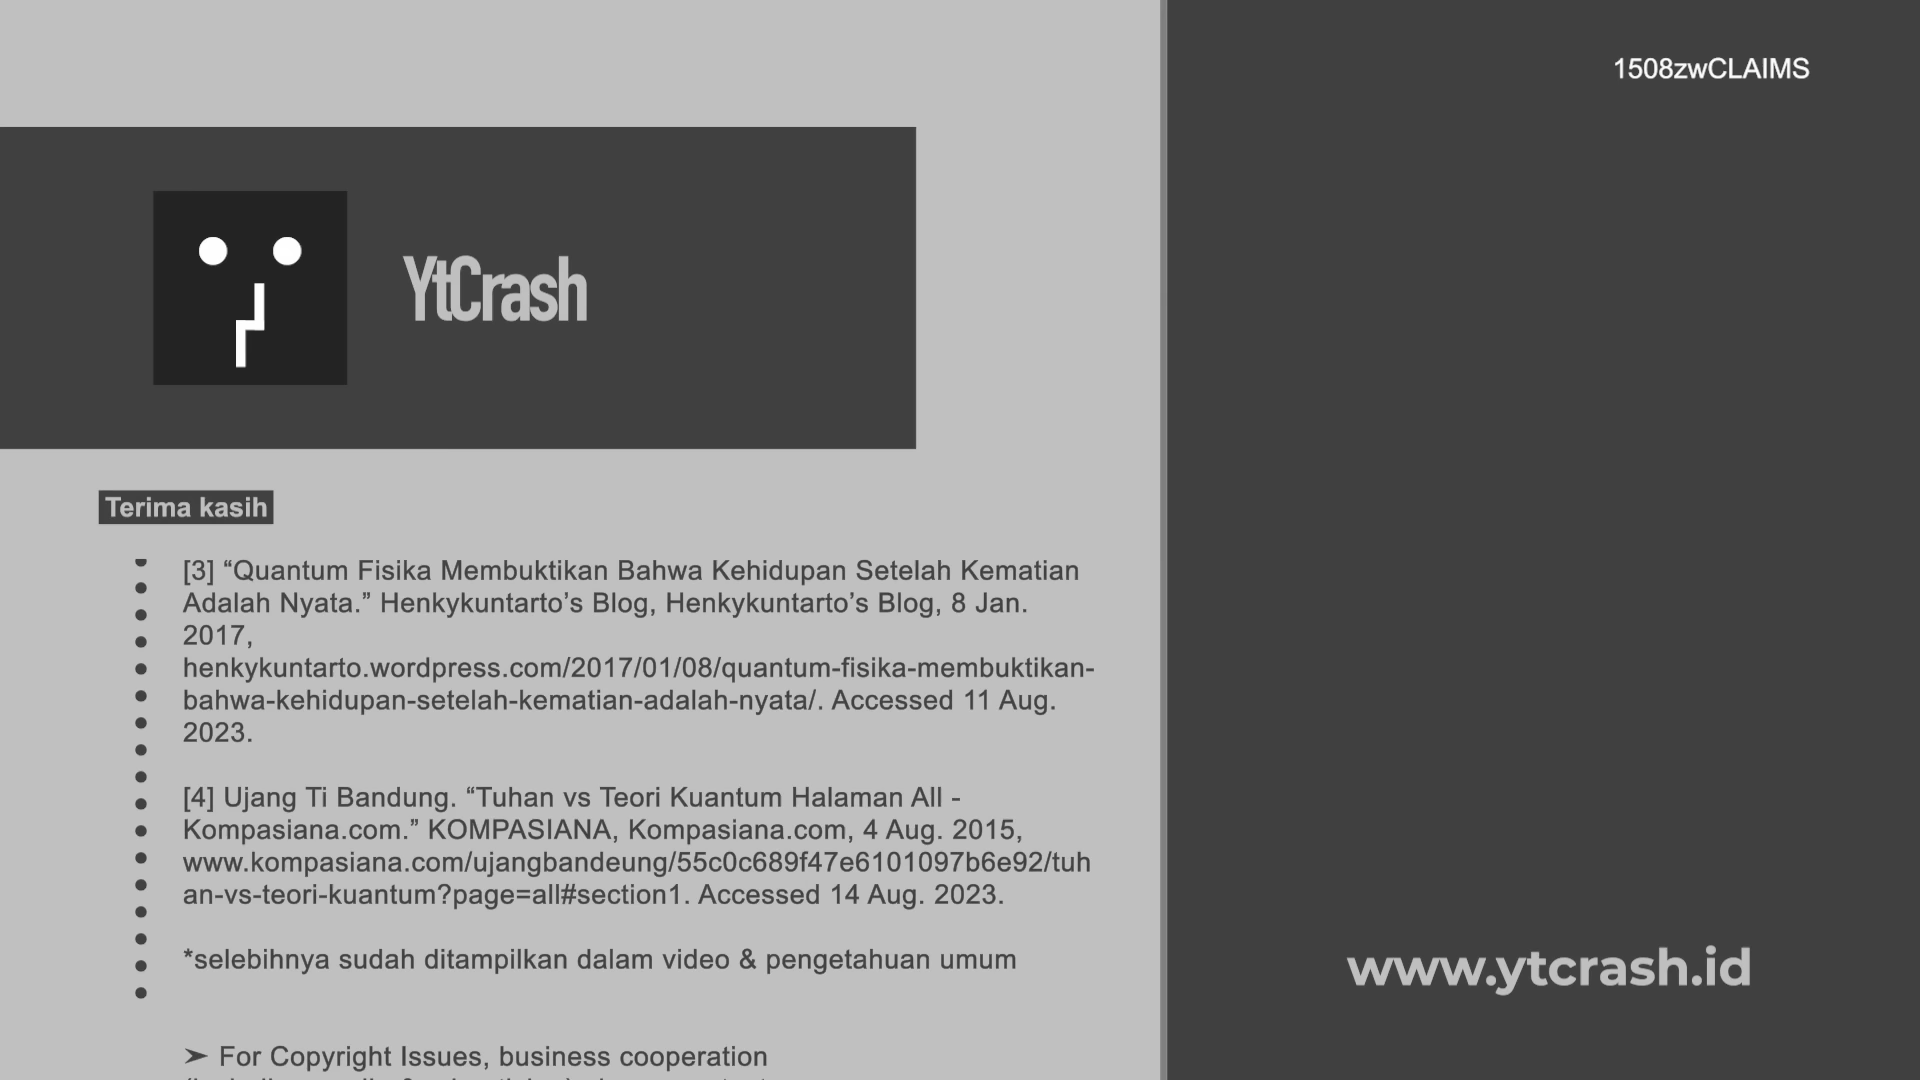 1508zwCLAIMS
YtCrash
Terima kasih
[3] “Quantum Fisika Membuktikan Bahwa Kehidupan Setelah Kematian
Adalah Nyata.” Henkykuntarto’s Blog, Henkykuntarto’s Blog, 8 Jan.
2017,
henkykuntarto.wordpress.com/2017/01/08/quantum-fisika-membuktikan-
bahwa-kehidupan-setelah-kematian-adalah-nyata/. Accessed 11 Aug.
2023.
[4] Ujang Ti Bandung. “Tuhan vs Teori Kuantum Halaman All -
Kompasiana.com.” KOMPASIANA, Kompasiana.com, 4 Aug. 2015,
www.kompasiana.com/ujangbandeung/55c0c689f47e6101097b6e92/tuh
an-vs-teori-kuantum?page=all#section1. Accessed 14 Aug. 2023.
*selebihnya sudah ditampilkan dalam video & pengetahuan umum
➢ For Copyright Issues, business cooperation
www.ytcrash.id